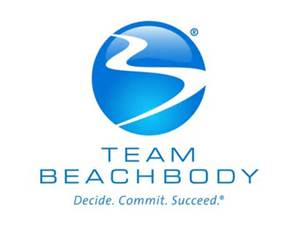 ®
TEAM
BEACHBODY
Decide. Commit. Succeed.®